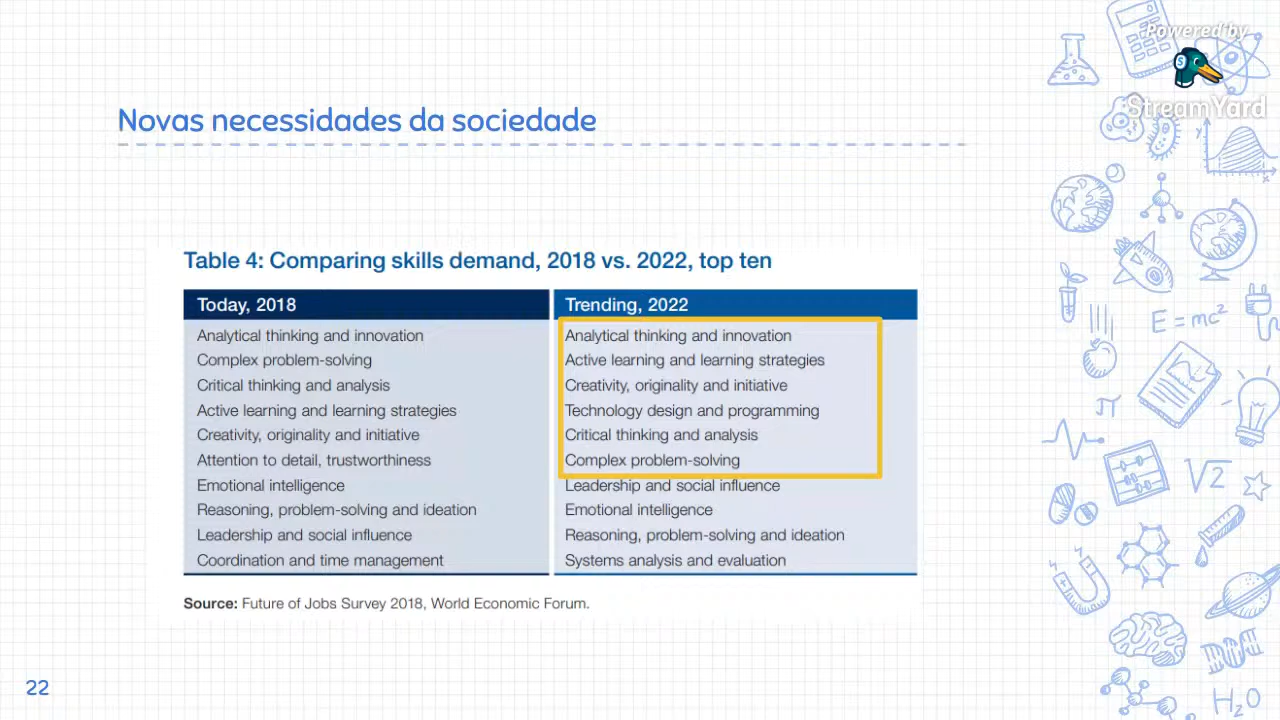 Powered by
StreamYard
Novas necessidades da sociedade
Table 4: Comparing skills demand, 2018 vs. 2022, top ten
Today, 2018
Analytical thinking and innovation
Complex problem-solving
Critical thinking and analysis
Active learning and learning strategies
Creativity, originality and initiative
Attention to detail, trustworthiness
Emotional intelligence
Reasoning, problem-solving and ideation
Leadership and social influence
Coordination and time management
Trending, 2022
Analytical thinking and innovation
Active learning and learning strategies
Creativity, originality and initiative
Technology design and programming
Critical thinking and analysis
Complex problem-solving
Leadership and social influence
Emotional intelligence
Reasoning, problem-solving and ideation
Systems analysis and evaluation
Source: Future of Jobs Survey 2018, World Economic Forum.
22
y
x
E=mc²
π
√2
H₂O